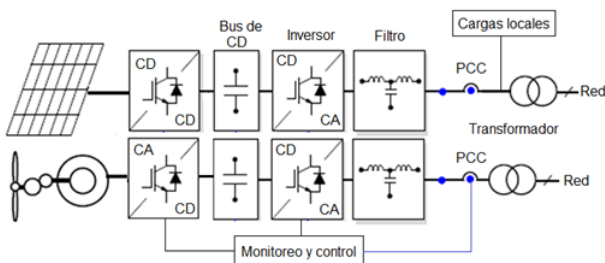 Cargas locales
Bus de
CD
Inversor
Filtro
CD
CD
CD
CA
PCC
Red
Transformador
CA
CD
CD
CA
PCC
Red
Monitoreo y control